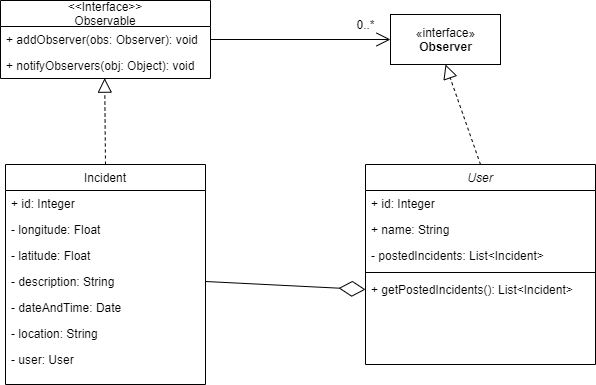 <<Interface>>
Observable
+ addObserver(obs: Observer): void
+ notifyObservers(obj: Object): void
0..*
«interface»
Observer
Incident
+ id: Integer
- longitude: Float
- latitude: Float
- description: String
- dateAndTime: Date
- location: String
- user: User
User
+ id: Integer
+ name: String
- postedIncidents: List<Incident>
+ getPostedIncidents(): List<Incident>